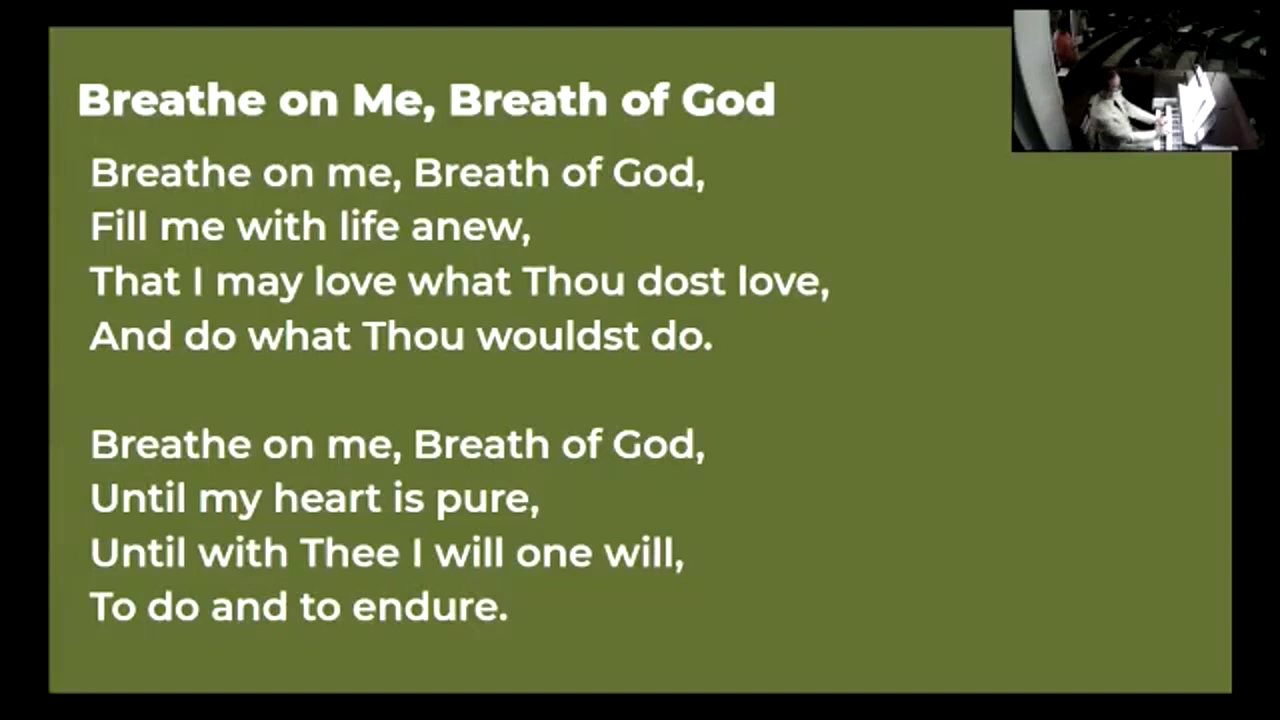 Breathe on Me, Breath of God
Breathe on me, Breath of God,
Fill me with life anew,
That I may love what Thou dost love,
And do what Thou wouldst do.
Breathe on me, Breath of God,
Until my heart is pure,
Until with Thee I will one will,
To do and to endure.